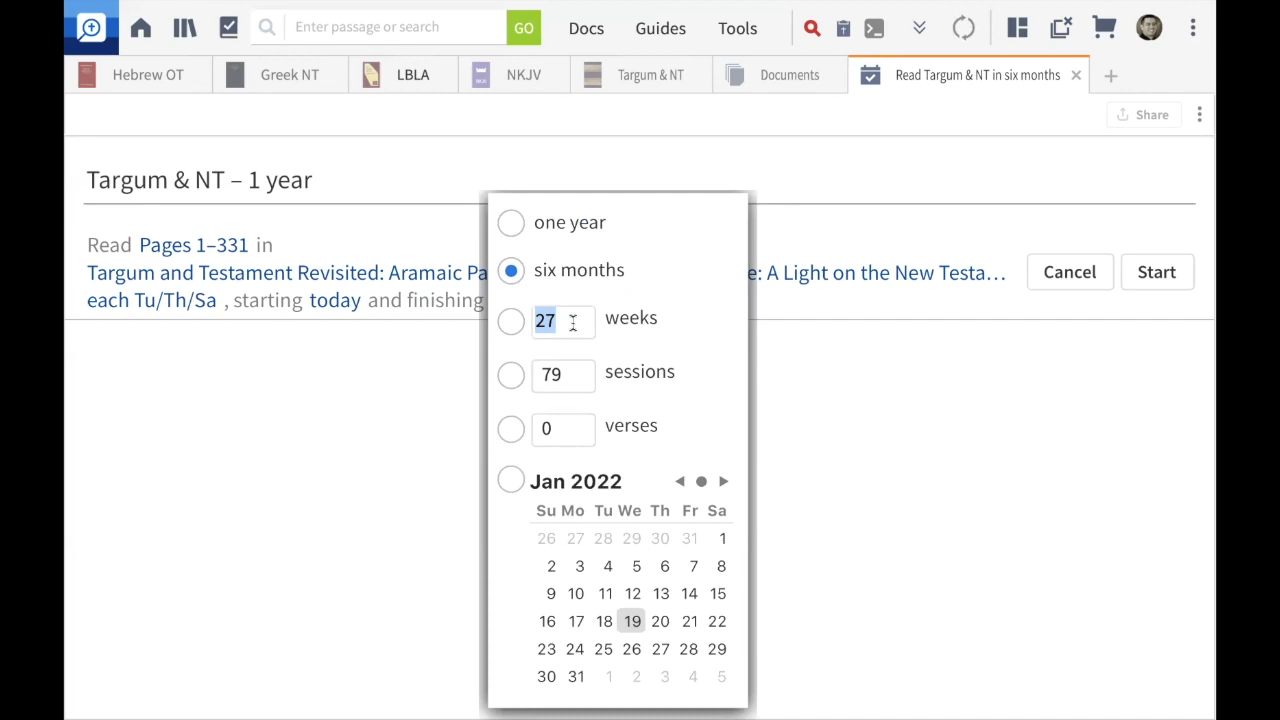 Enter passage or search GO Docs Guides Tools
Hebrew OT Greek NT LBLA NKJV Targum & NT Documents Read Targum & NT in six months
Share
Targum & NT – 1 year
Read Pages 1–331 in
Targum and Testament Revisited: Aramaic Pa e: A Light on the New Testa…
each Tu/Th/Sa , starting today and finishing
Cancel Start
one year
six months
27 weeks
79 sessions
0 verses
Jan 2022
Su Mo Tu We Th Fr Sa
26 27 28 29 30 31 1
2 3 4 5 6 7 8
9 10 11 12 13 14 15
16 17 18 19 20 21 22
23 24 25 26 27 28 29
30 31 1 2 3 4 5